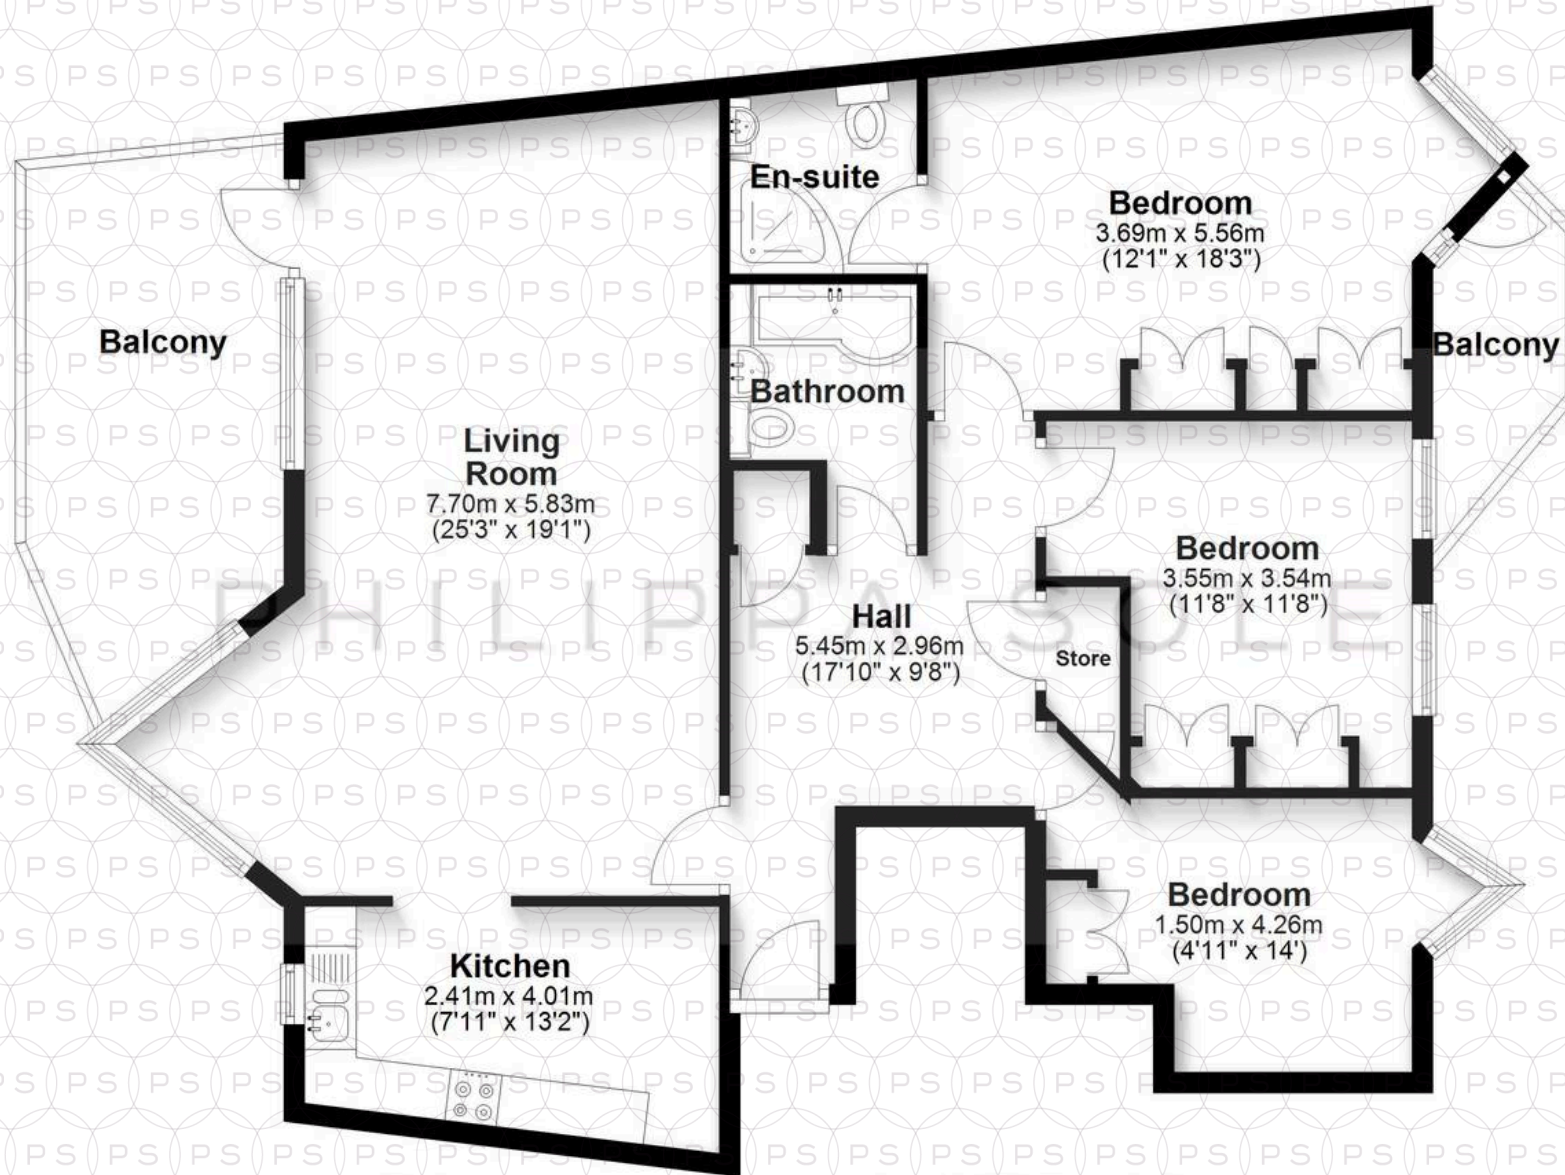 En-suite
Bedroom
3.69m x 5.56m
(12'1" x 18'3")
Balcony
Balcony
Bathroom
Living
Room
7.70m x 5.83m
(25'3" x 19'1")
Bedroom
3.55m x 3.54m
(11'8" x 11'8")
Hall
5.45m x 2.96m
(17'10" x 9'8")
Store
PHILIPPA SOLE
Bedroom
1.50m x 4.26m
(4'11" x 14')
Kitchen
2.41m x 4.01m
(7'11" x 13'2")